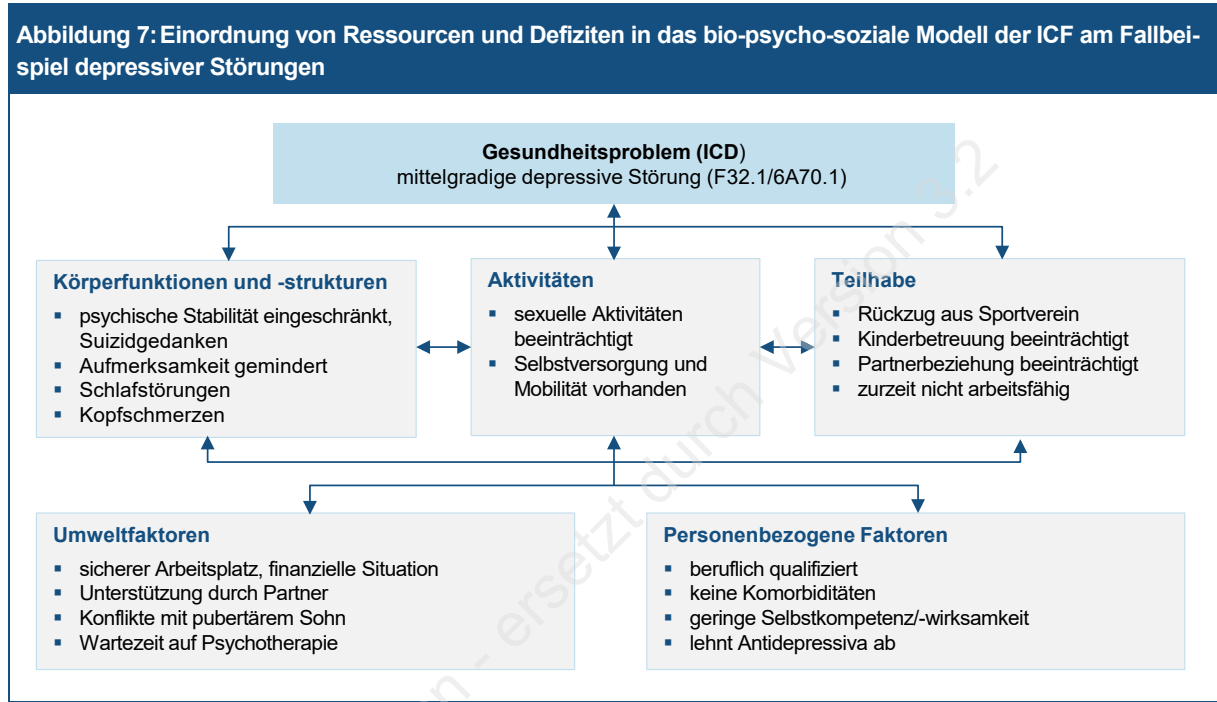 Abbildung 7: Einordnung von Ressourcen und Defiziten in das bio-psycho-soziale Modell der ICF am Fallbei-
spiel depressiver Störungen
Gesundheitsproblem (ICD)
mittelgradige depressive Störung (F32.1/6A70.1)
Körperfunktionen und -strukturen
▪ psychische Stabilität eingeschränkt,
Suizidgedanken
▪ Aufmerksamkeit gemindert
▪ Schlafstörungen
▪ Kopfschmerzen
Aktivitäten
▪ sexuelle Aktivitäten
beeinträchtigt
▪ Selbstversorgung und
Mobilität vorhanden
Teilhabe
▪ Rückzug aus Sportverein
▪ Kinderbetreuung beeinträchtigt
▪ Partnerbeziehung beeinträchtigt
▪ zurzeit nicht arbeitsfähig
Umweltfaktoren
▪ sicherer Arbeitsplatz, finanzielle Situation
▪ Unterstützung durch Partner
▪ Konflikte mit pubertärem Sohn
▪ Wartezeit auf Psychotherapie
Personenbezogene Faktoren
▪ beruflich qualifiziert
▪ keine Komorbiditäten
▪ geringe Selbstkompetenz/-wirksamkeit
▪ lehnt Antidepressiva ab
- ersetzt durch Version 3.2